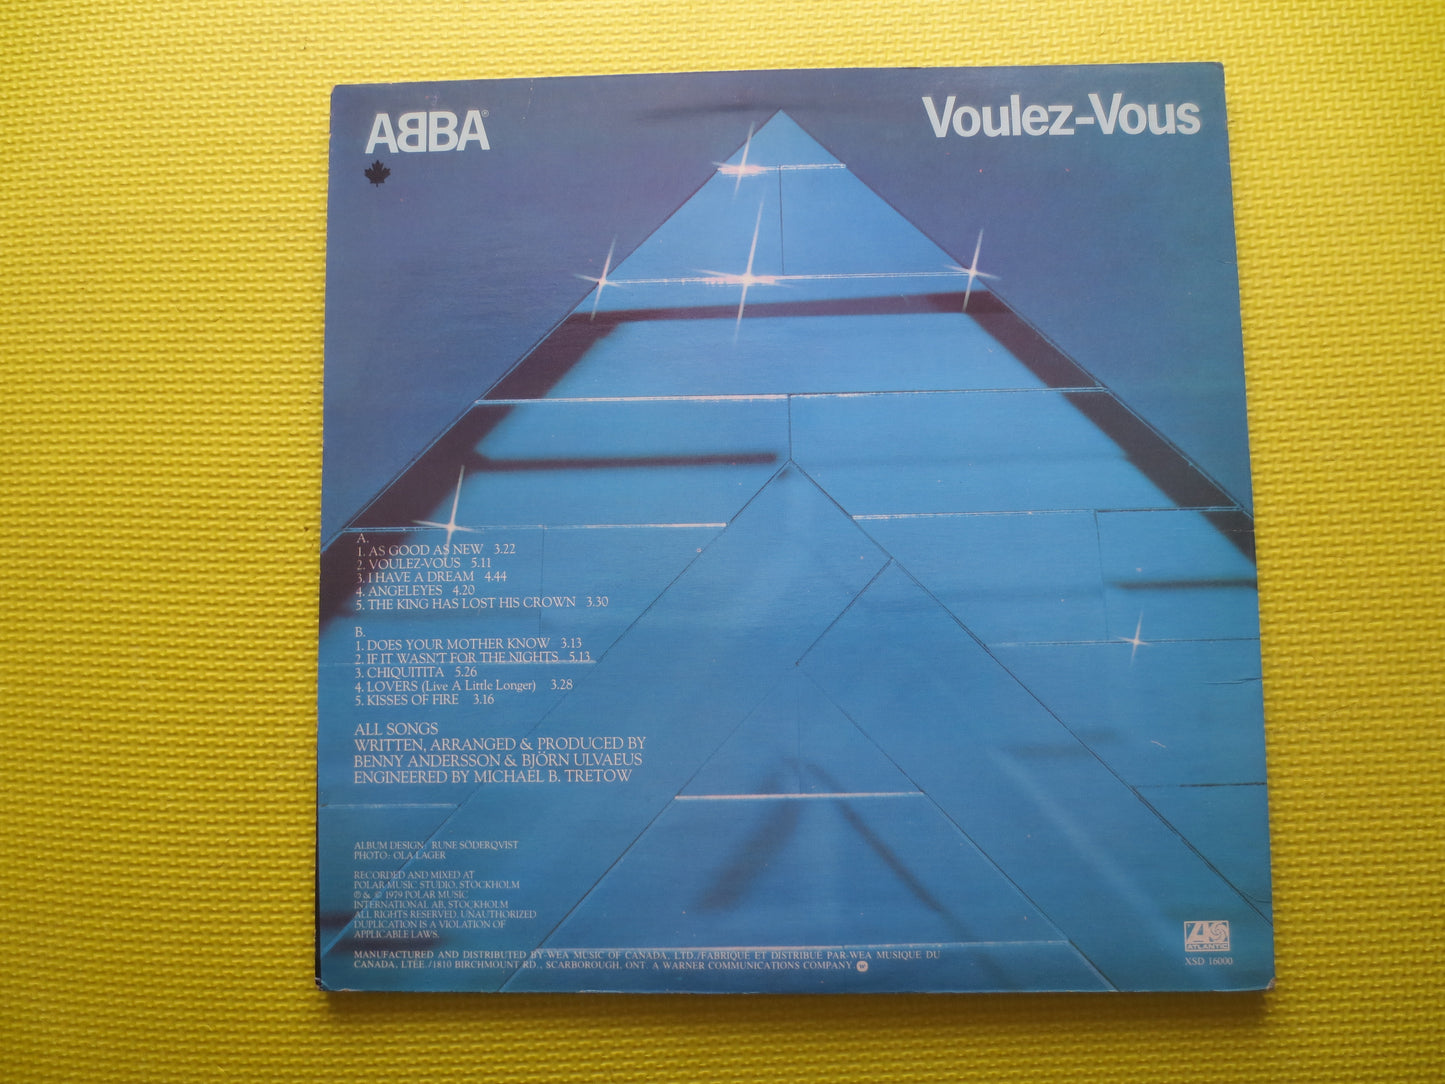 ABBA®
Voulez-Vous
A.
1. AS GOOD AS NEW 3.22
2. VOULEZ-VOUS 5.11
3. I HAVE A DREAM 4.44
4. ANGELEYES 4.20
5. THE KING HAS LOST HIS CROWN 3.30
B.
1. DOES YOUR MOTHER KNOW 3.13
2. IF IT WASN'T FOR THE NIGHTS 5.13
3. CHIQUITITA 5.26
4. LOVERS (Live A Little Longer) 3.28
5. KISSES OF FIRE 3.16
ALL SONGS
WRITTEN, ARRANGED & PRODUCED BY
BENNY ANDERSSON & BJÖRN ULVAEUS
ENGINEERED BY MICHAEL B. TRETOW
ALBUM DESIGN: RUNE SÖDERQVIST
PHOTO: OLA LAGER
RECORDED AND MIXED AT
POLAR MUSIC STUDIO, STOCKHOLM
℗ & © 1979 POLAR MUSIC
INTERNATIONAL AB, STOCKHOLM
ALL RIGHTS RESERVED. UNAUTHORIZED
DUPLICATION IS A VIOLATION OF
APPLICABLE LAWS.
MANUFACTURED AND DISTRIBUTED BY-WEA MUSIC OF CANADA, LTD./FABRIQUÉ ET DISTRIBUÉ PAR-WEA MUSIQUE DU
CANADA, LTÉE./1810 BIRCHMOUNT RD., SCARBOROUGH, ONT. A WARNER COMMUNICATIONS COMPANY
ATLANTIC
XSD 16000